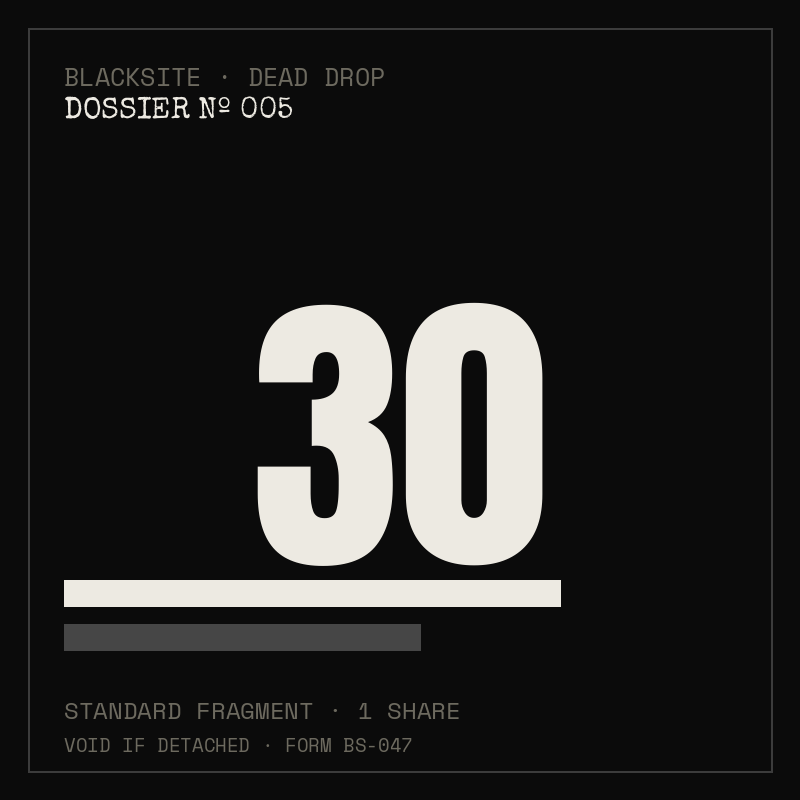 BLACKSITE · DEAD DROP
DOSSIER Nº 005
30
STANDARD FRAGMENT · 1 SHARE
VOID IF DETACHED · FORM BS-047